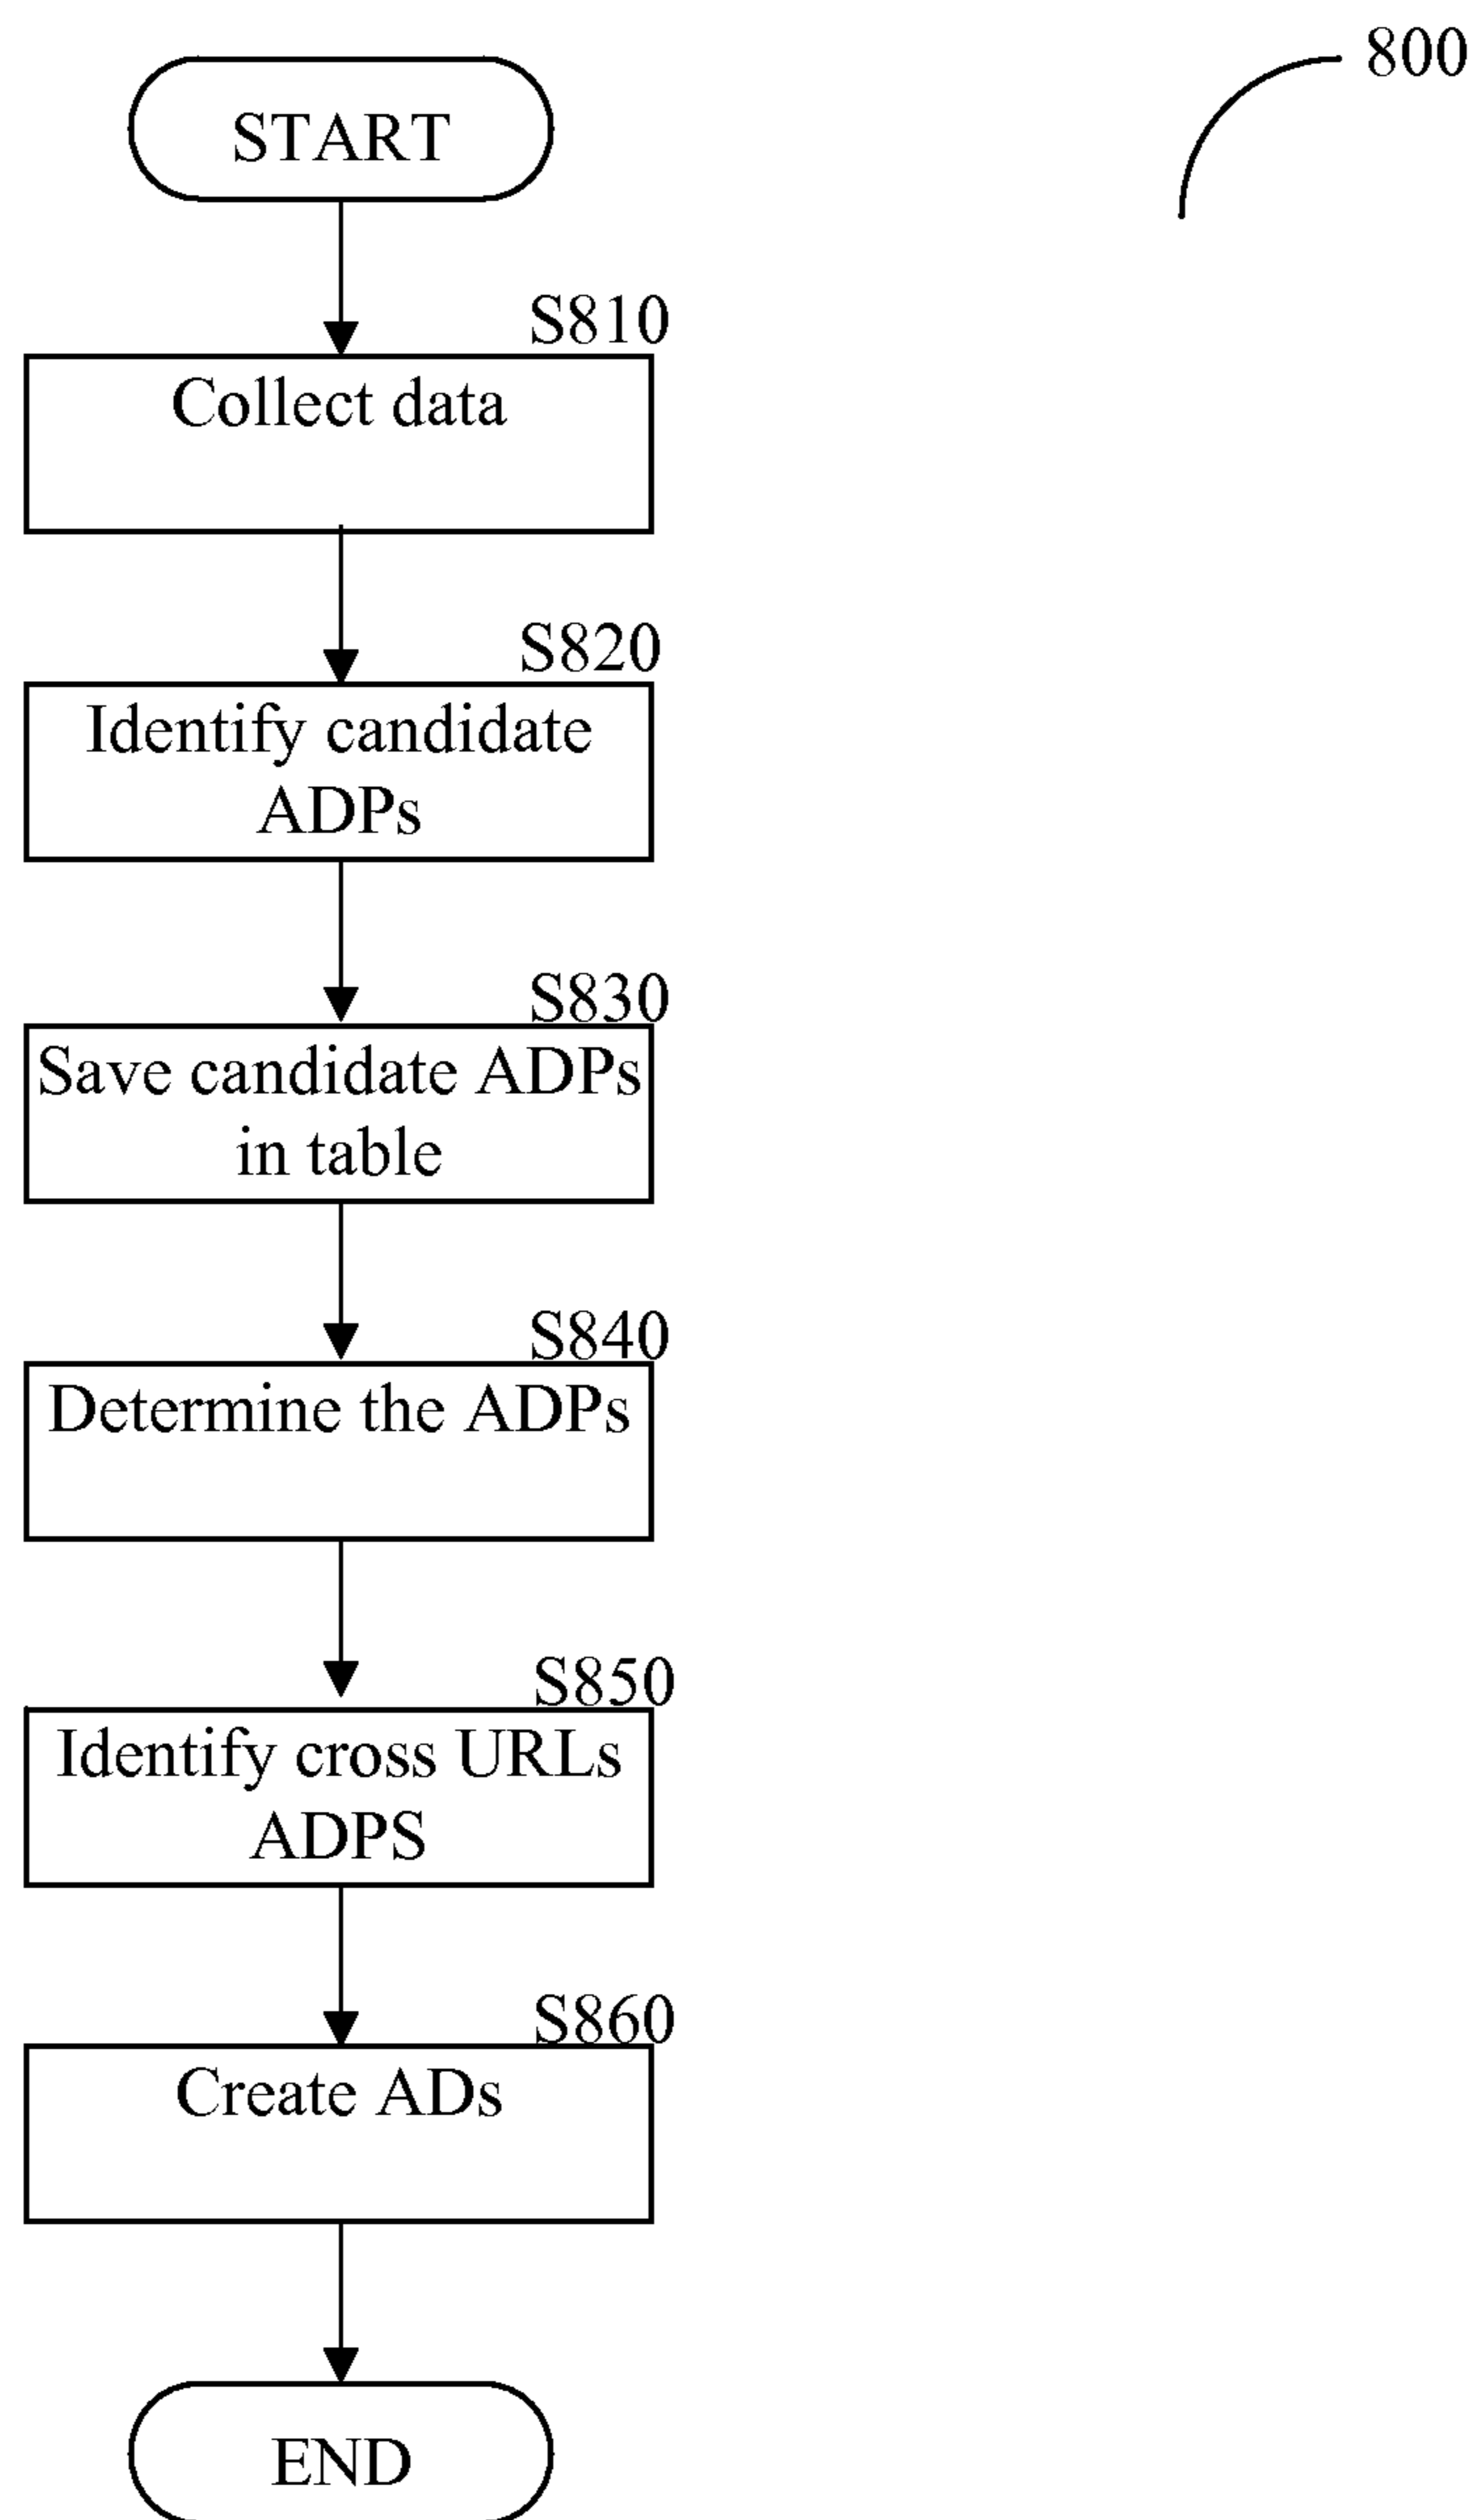 800
START
S810
Collect data
S820
Identify candidate
ADPs
S830
Save candidate ADPs
in table
S840
Determine the ADPs
S850
Identify cross URLs
ADPS
S860
Create ADs
END